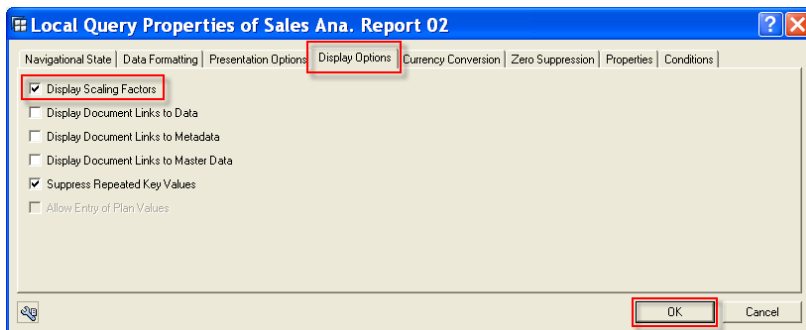 Local Query Properties of Sales Ana. Report 02
Navigational State Data Formatting Presentation Options Display Options Currency Conversion Zero Suppression Properties Conditions
Display Scaling Factors
Display Document Links to Data
Display Document Links to Metadata
Display Document Links to Master Data
Suppress Repeated Key Values
Allow Entry of Plan Values
OK Cancel